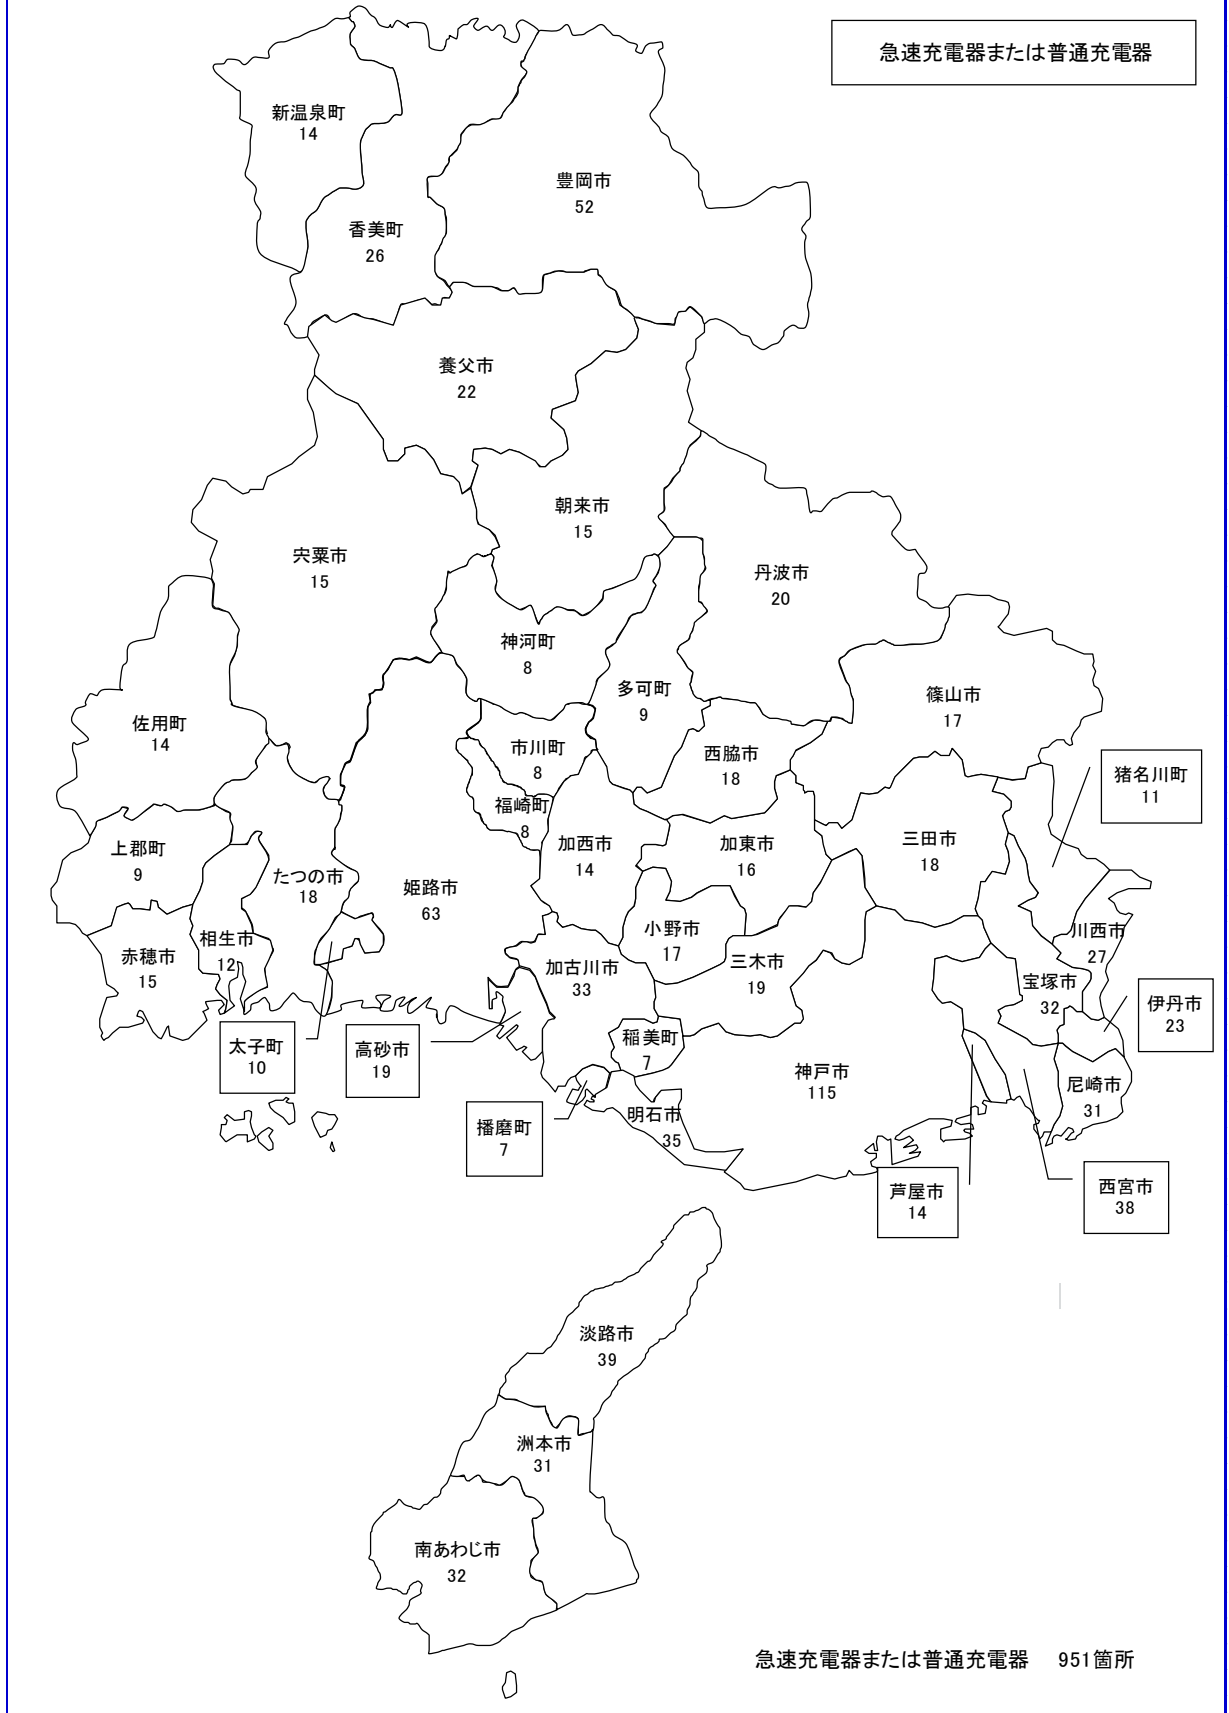 急速充電器または普通充電器
新温泉町
14
豊岡市
52
香美町
26
養父市
22
朝来市
15
宍粟市
15
丹波市
20
神河町
8
多可町
9
篠山市
17
佐用町
14
市川町
8
西脇市
18
猪名川町
11
福崎町
8
加西市
14
加東市
16
三田市
18
上郡町
9
たつの市
18
姫路市
63
小野市
17
川西市
27
相生市
12
赤穂市
15
加古川市
33
三木市
19
宝塚市
32
伊丹市
23
太子町
10
高砂市
19
稲美町
7
神戸市
115
尼崎市
31
播磨町
7
明石市
35
芦屋市
14
西宮市
38
淡路市
39
洲本市
31
南あわじ市
32
急速充電器または普通充電器 951箇所